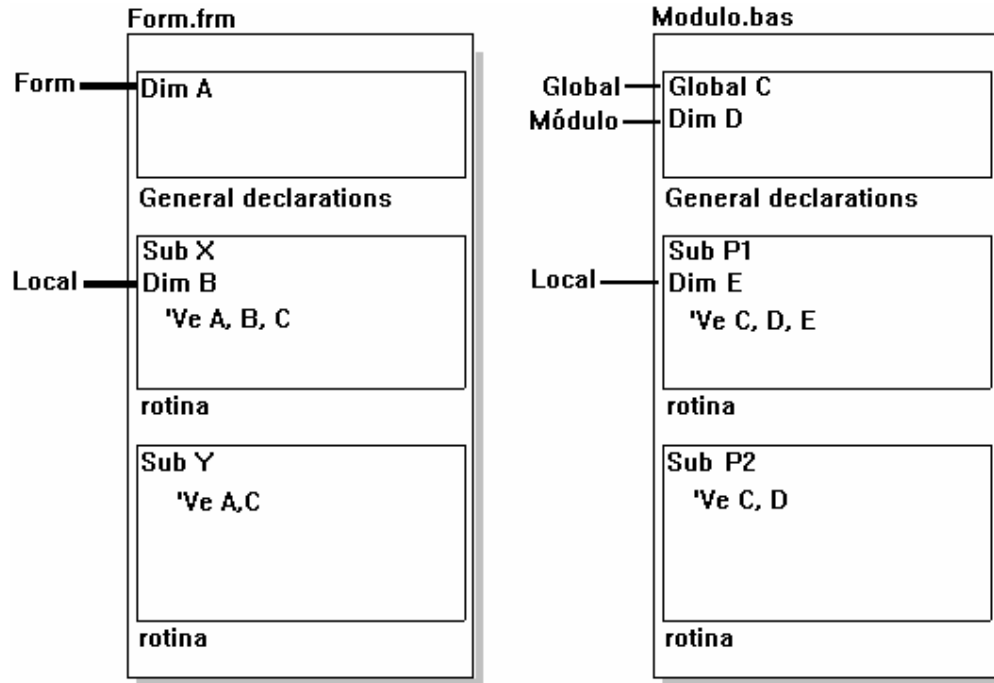 Form.frm
Form
Dim A
General declarations
Sub X
Local
Dim B
'Ve A, B, C
rotina
Sub Y
'Ve A,C
rotina
Modulo.bas
Global
Global C
Módulo
Dim D
General declarations
Sub P1
Local
Dim E
'Ve C, D, E
rotina
Sub P2
'Ve C, D
rotina